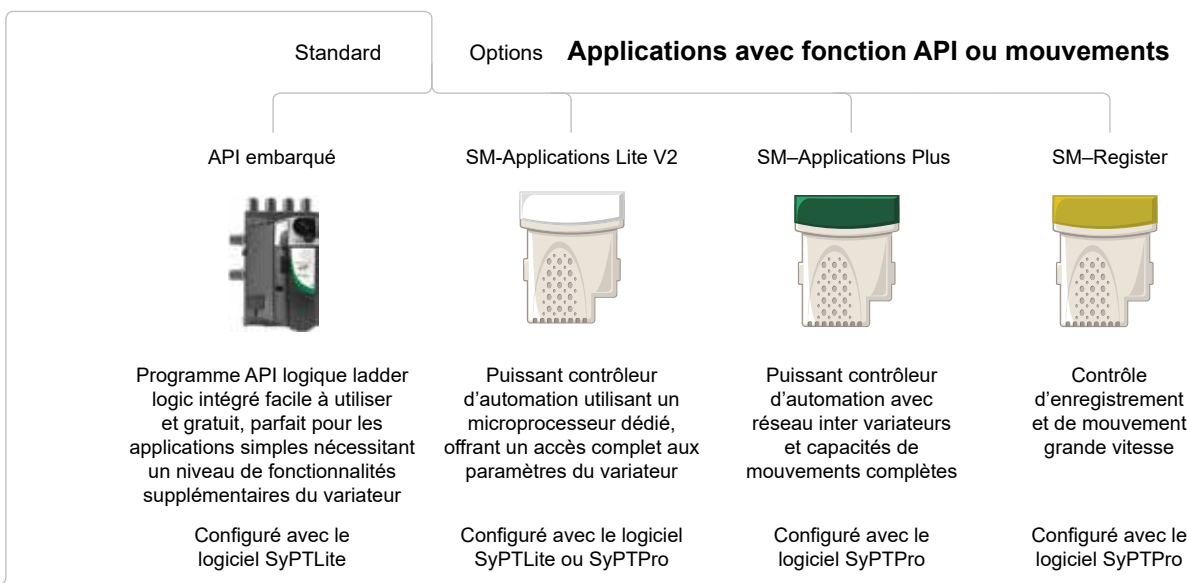 Standard
Options
Applications avec fonction API ou mouvements
API embarqué
SM-Applications Lite V2
SM–Applications Plus
SM–Register
Programme API logique ladder
logic intégré facile à utiliser
et gratuit, parfait pour les
applications simples nécessitant
un niveau de fonctionnalités
supplémentaires du variateur
Puissant contrôleur
d’automation utilisant un
microprocesseur dédié,
offrant un accès complet aux
paramètres du variateur
Puissant contrôleur
d’automation avec
réseau inter variateurs
et capacités de
mouvements complètes
Contrôle
d’enregistrement
et de mouvement
grande vitesse
Configuré avec le
logiciel SyPTLite
Configuré avec le logiciel
SyPTLite ou SyPTPro
Configuré avec le
logiciel SyPTPro
Configuré avec le
logiciel SyPTPro